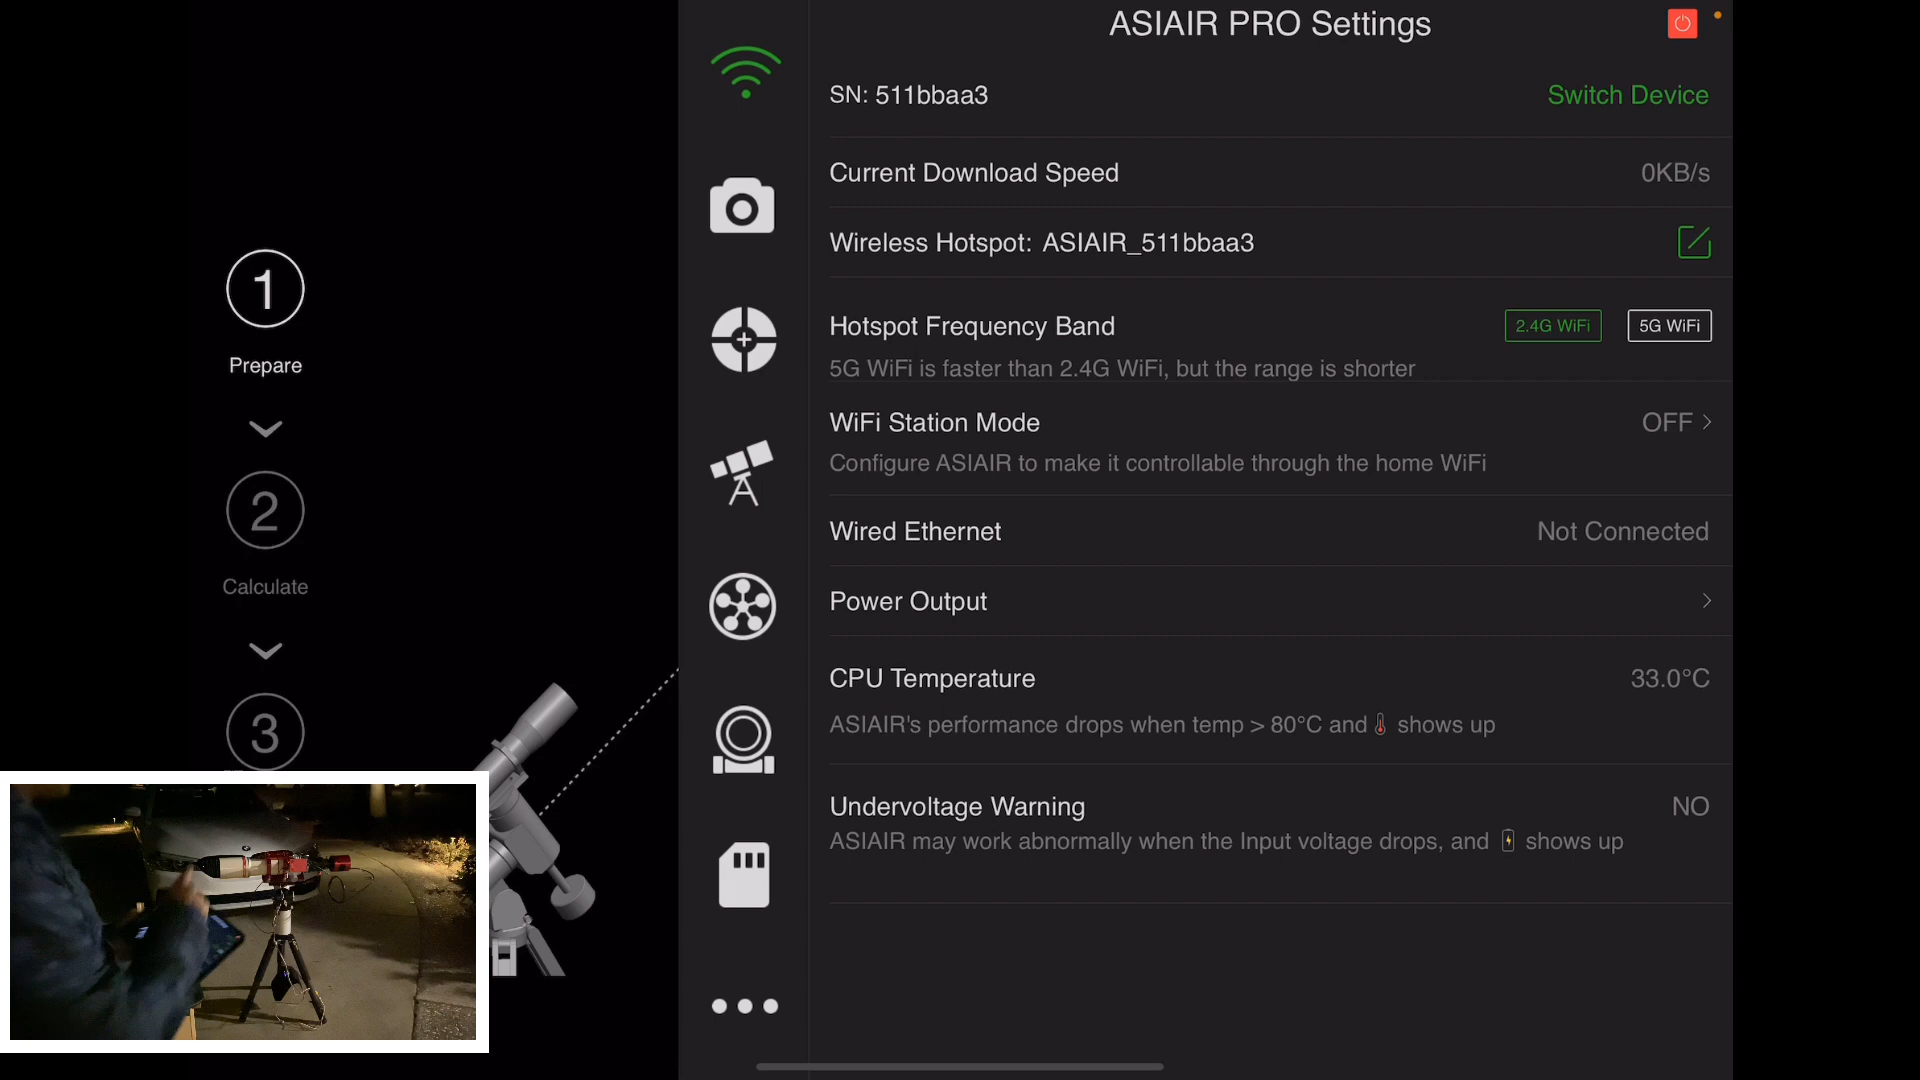 ASIAIR PRO Settings
SN: 511bbaa3
Switch Device
Current Download Speed
0KB/s
Wireless Hotspot: ASIAIR_511bbaa3
Hotspot Frequency Band
2.4G WiFi
5G WiFi
5G WiFi is faster than 2.4G WiFi, but the range is shorter
WiFi Station Mode
OFF
Configure ASIAIR to make it controllable through the home WiFi
Wired Ethernet
Not Connected
Power Output
CPU Temperature
33.0°C
ASIAIR's performance drops when temp > 80°C and shows up
Undervoltage Warning
NO
ASIAIR may work abnormally when the Input voltage drops, and shows up
1
Prepare
2
Calculate
3